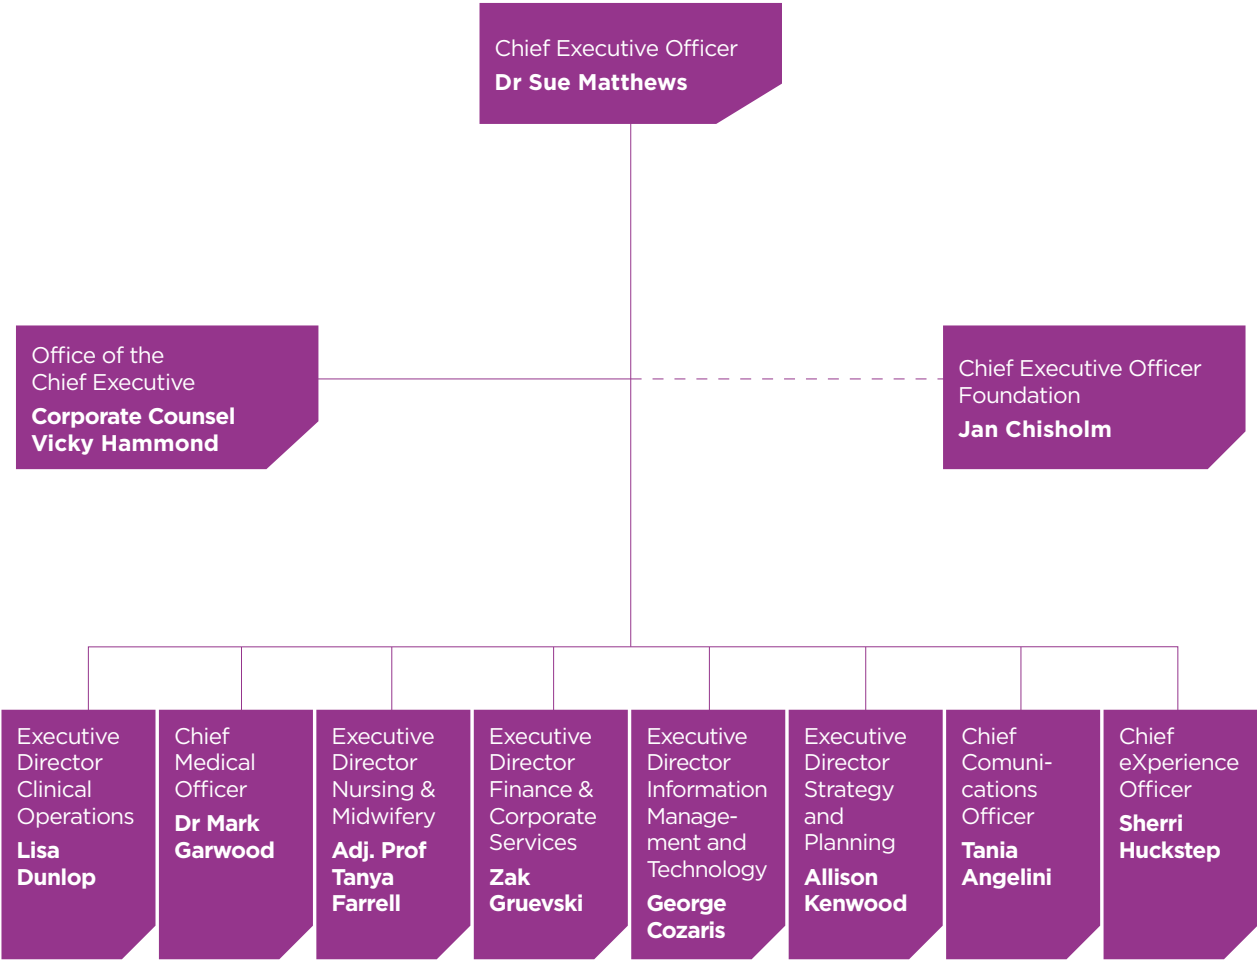 Chief Executive Officer
Dr Sue Matthews
Office of the
Chief Executive
Corporate Counsel
Vicky Hammond
Chief Executive Officer
Foundation
Jan Chisholm
Executive
Director
Clinical
Operations
Lisa
Dunlop
Chief
Medical
Officer
Dr Mark
Garwood
Executive
Director
Nursing &
Midwifery
Adj. Prof
Tanya
Farrell
Executive
Director
Finance &
Corporate
Services
Zak
Gruevski
Executive
Director
Information
Manage-
ment and
Technology
George
Cozaris
Executive
Director
Strategy
and
Planning
Allison
Kenwood
Chief
Comuni-
cations
Officer
Tania
Angelini
Chief
eXperience
Officer
Sherri
Huckstep